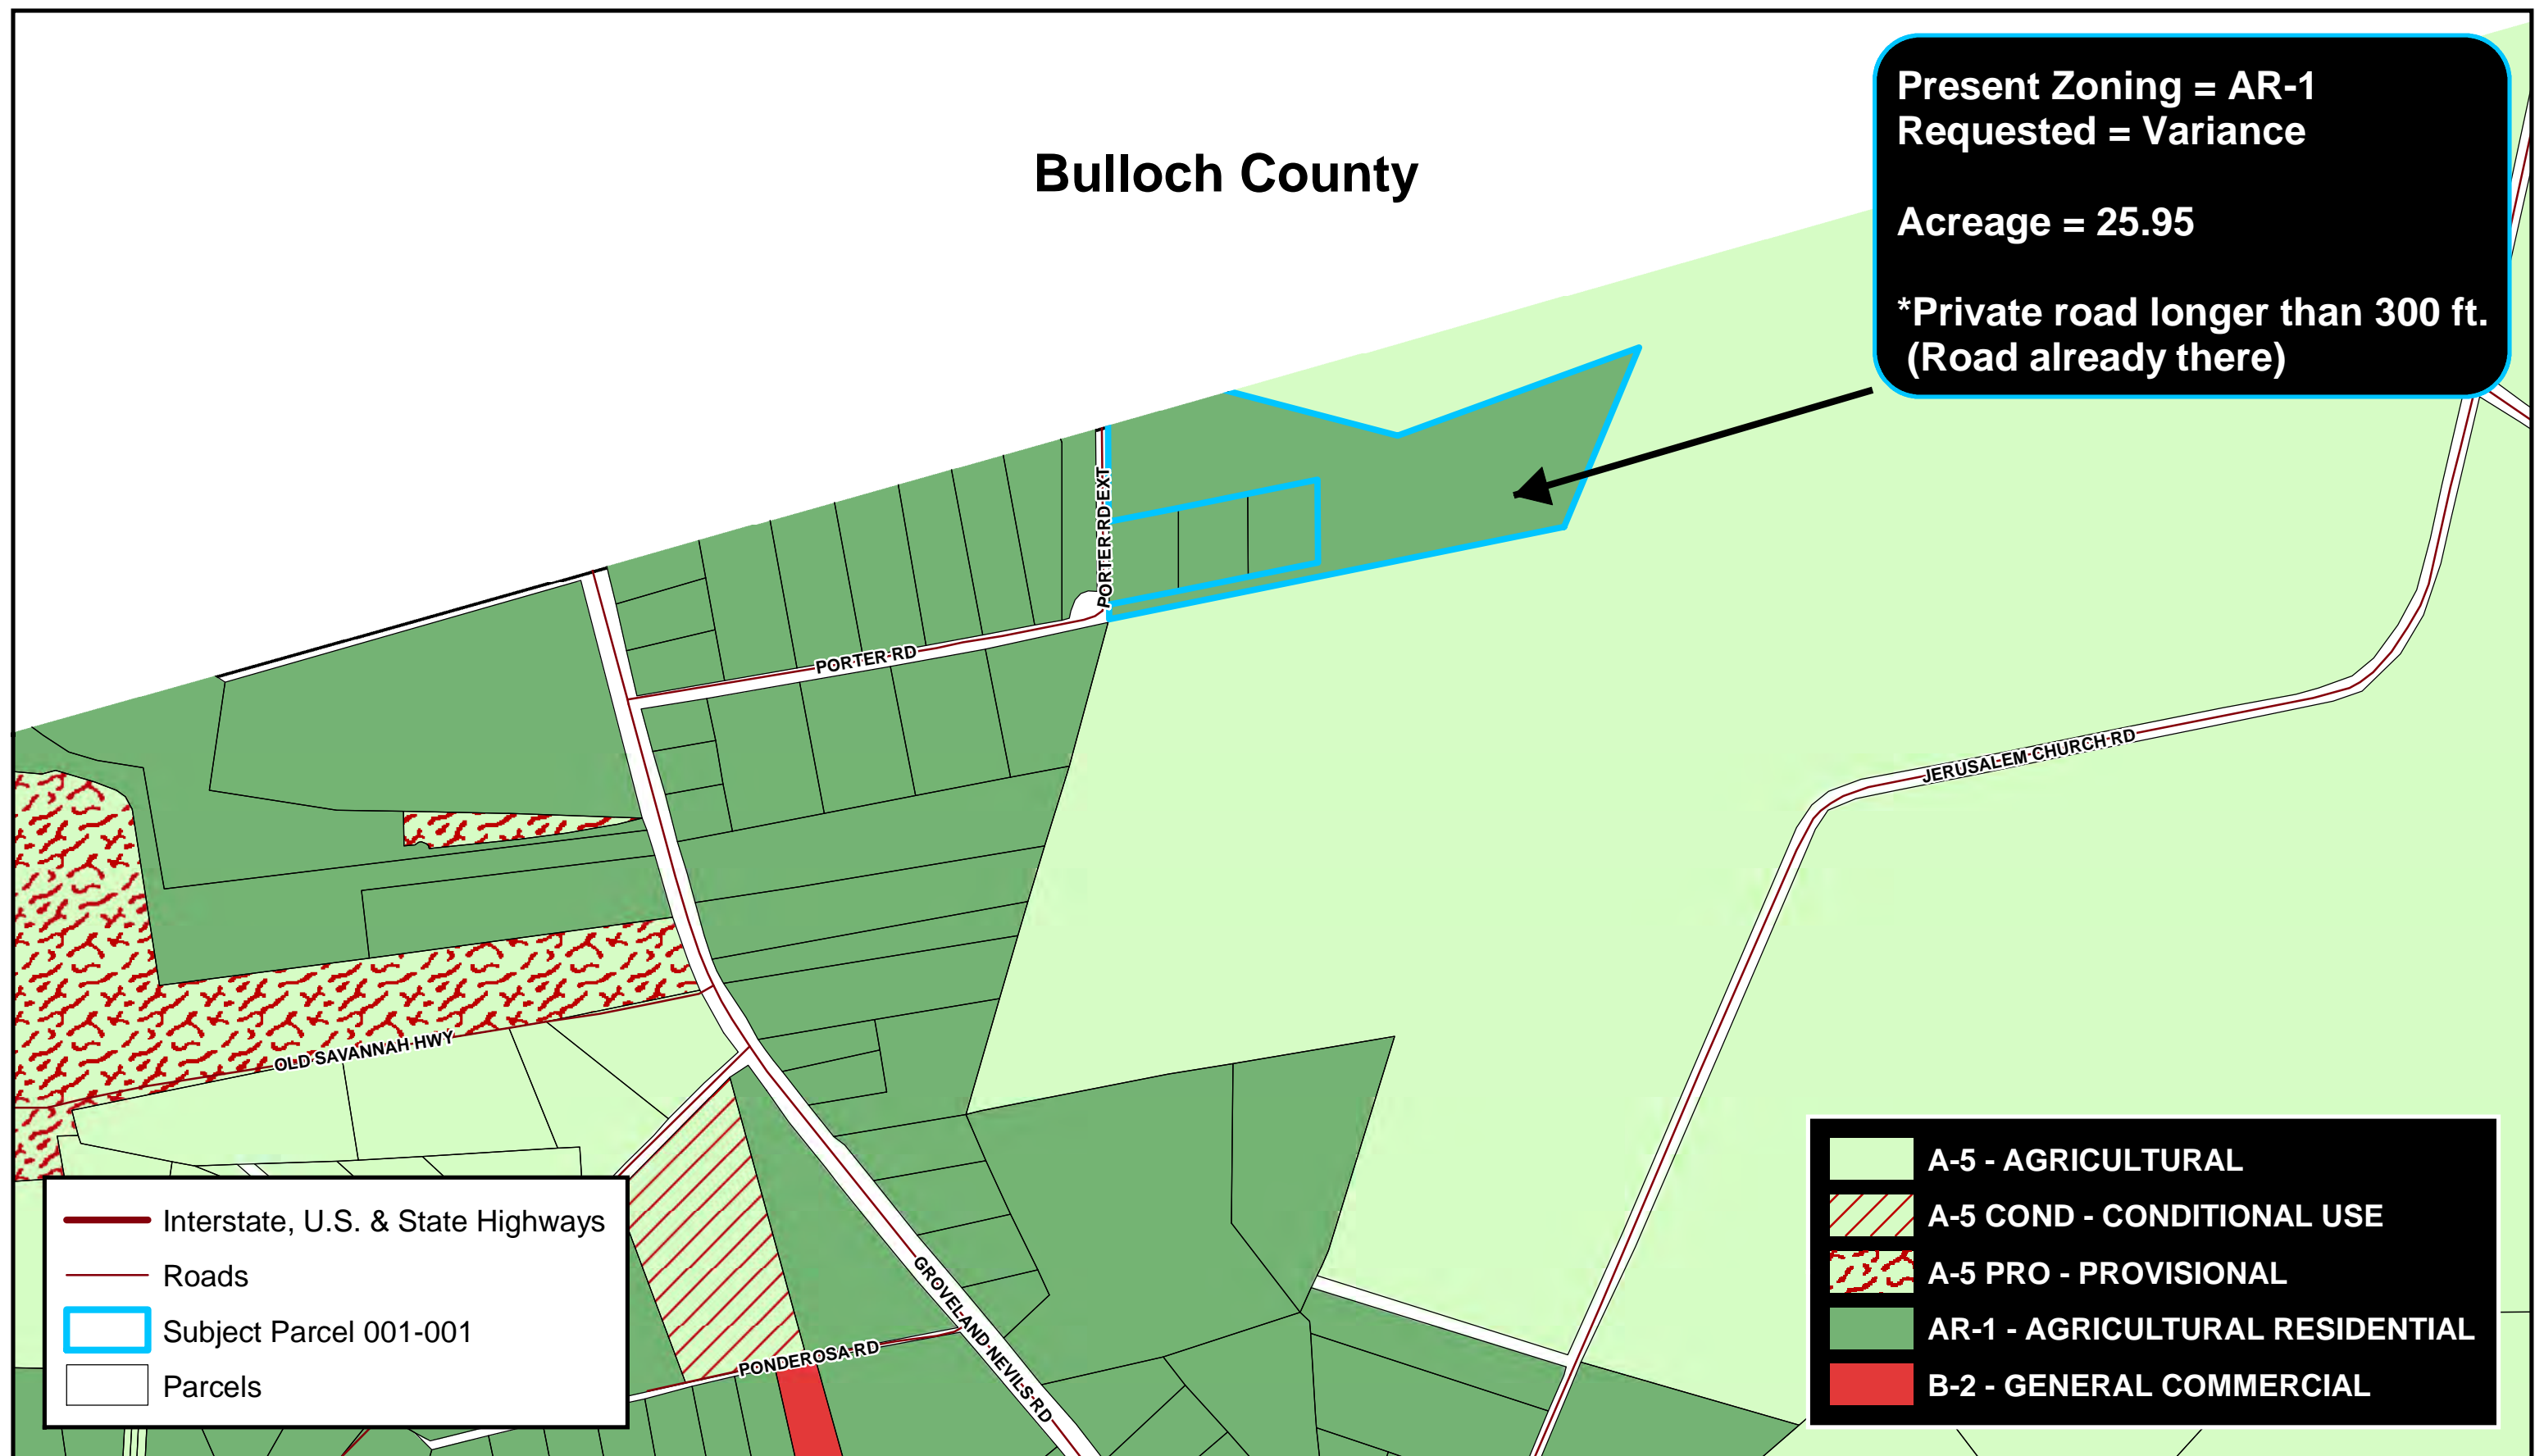 Bulloch County
Present Zoning = AR-1
Requested = Variance
Acreage = 25.95
*Private road longer than 300 ft.
(Road already there)
PORTER RD EXT
PORTER RD
JERUSALEM CHURCH RD
OLD SAVANNAH HWY
GROVELAND NEVILS RD
PONDEROSA RD
Interstate, U.S. & State Highways
Roads
Subject Parcel 001-001
Parcels
A-5 - AGRICULTURAL
A-5 COND - CONDITIONAL USE
A-5 PRO - PROVISIONAL
AR-1 - AGRICULTURAL RESIDENTIAL
B-2 - GENERAL COMMERCIAL